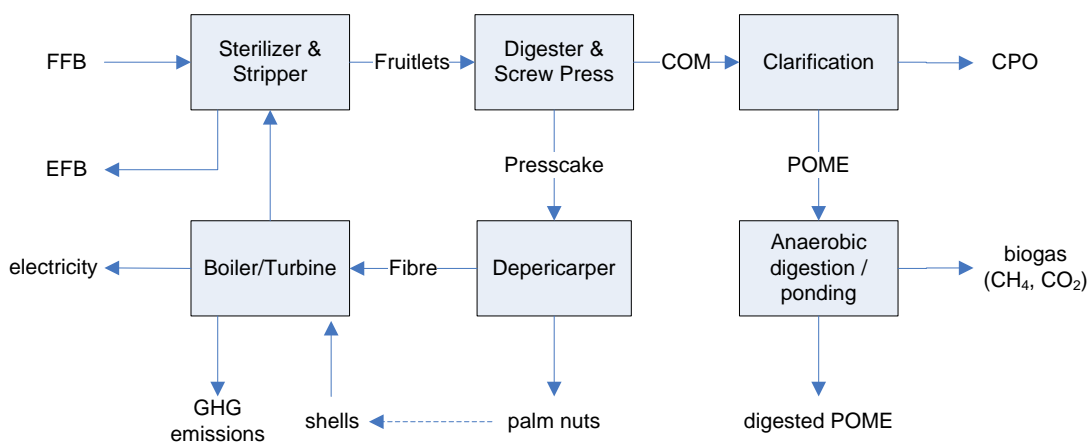 FFB
Sterilizer &
Stripper
Fruitlets
Digester &
Screw Press
COM
Clarification
CPO
EFB
Presscake
POME
electricity
Boiler/Turbine
Fibre
Depericarper
Anaerobic
digestion /
ponding
biogas
(CH₄, CO₂)
GHG
emissions
shells
palm nuts
digested POME